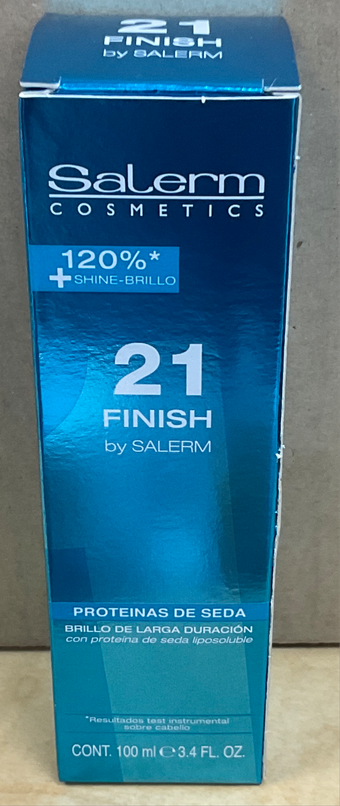 21
FINISH
by SALERM
Salerm
COSMETICS
120%*
+SHINE-BRILLO
21
FINISH
by SALERM
PROTEINAS DE SEDA
BRILLO DE LARGA DURACIÓN
con proteína de seda liposoluble
*Resultados test instrumental
sobre cabello
CONT. 100 ml ℮ 3.4 FL. OZ.